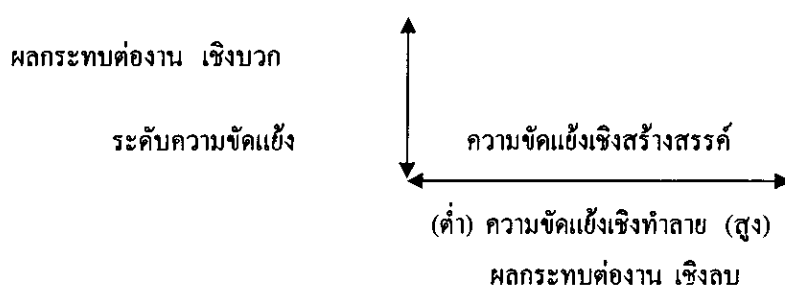 ผลกระทบต่องาน เชิงบวก
ระดับความขัดแย้ง ความขัดแย้งเชิงสร้างสรรค์
(ต่ำ) ความขัดแย้งเชิงทำลาย (สูง)
ผลกระทบต่องาน เชิงลบ